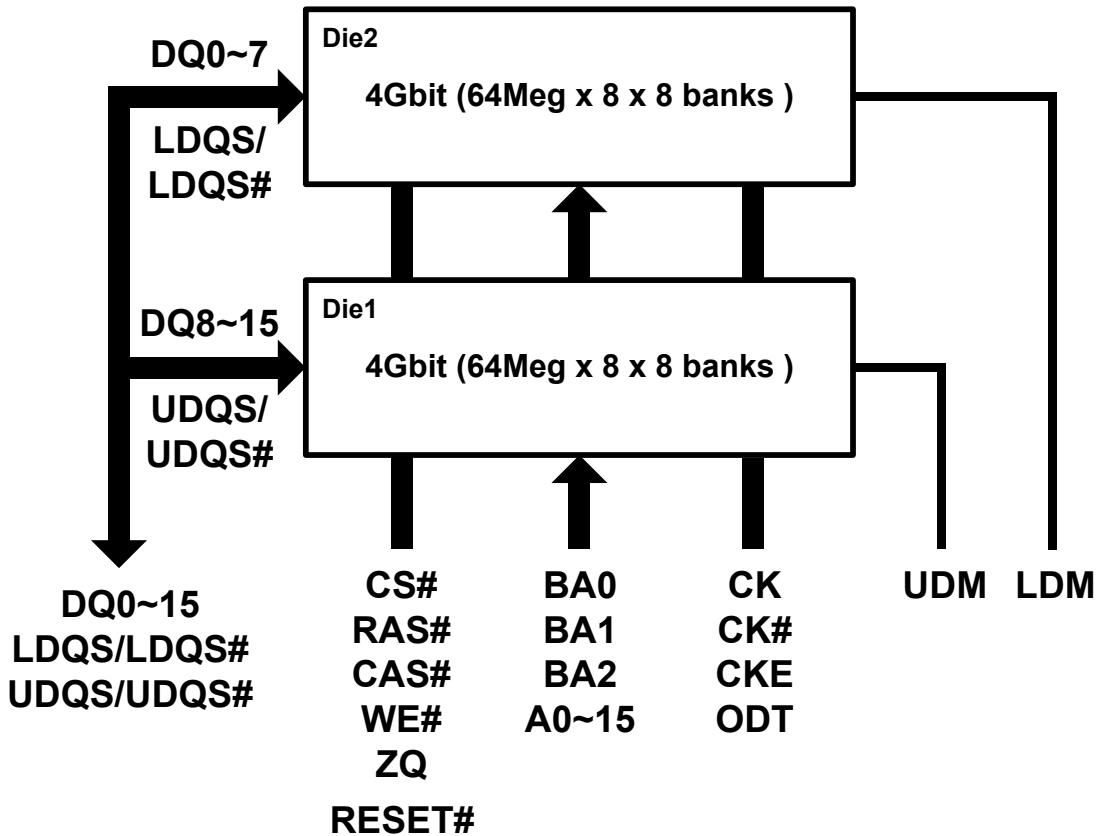 Die2
DQ0~7
4Gbit (64Meg x 8 x 8 banks )
LDQS/
LDQS#
Die1
DQ8~15
4Gbit (64Meg x 8 x 8 banks )
UDQS/
UDQS#
DQ0~15
LDQS/LDQS#
UDQS/UDQS#
CS#
RAS#
CAS#
WE#
ZQ
RESET#
BA0
BA1
BA2
A0~15
CK
CK#
CKE
ODT
UDM
LDM